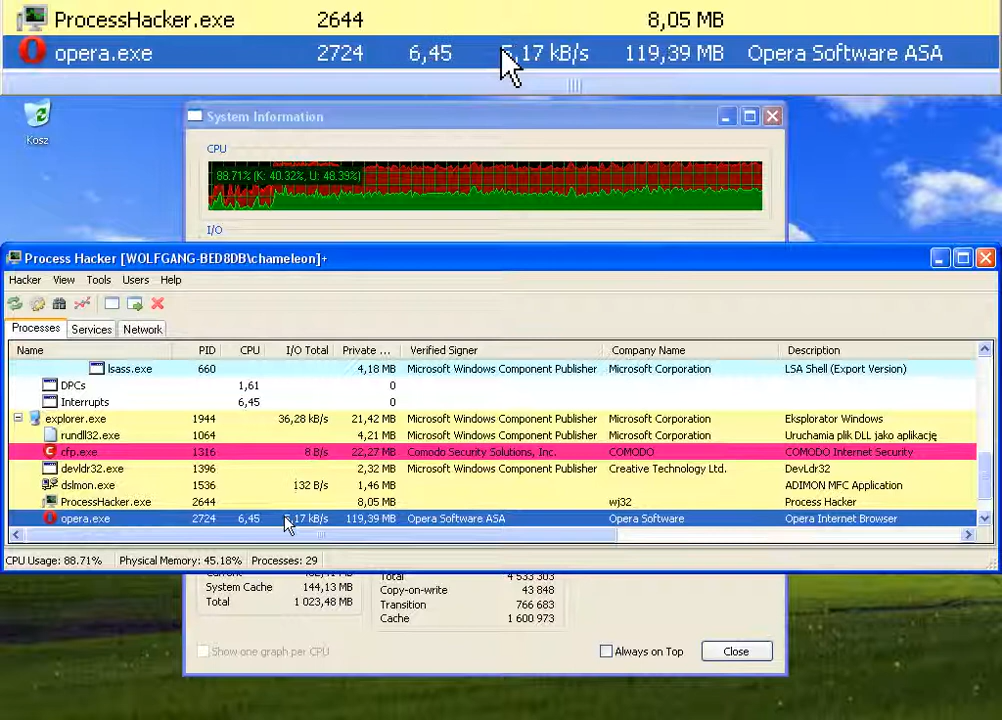 ProcessHacker.exe 2644 8,05 MB
opera.exe 2724 6,45 5,17 kB/s 119,39 MB Opera Software ASA
Kosz
System Information
CPU
88.71% (K: 40.32%, U: 48.39%)
I/O
Process Hacker [WOLFGANG-BED8DB\chameleon]+
Hacker View Tools Users Help
Processes Services Network
Name PID CPU I/O Total Private ... Verified Signer Company Name Description
lsass.exe 660 4,18 MB Microsoft Windows Component Publisher Microsoft Corporation LSA Shell (Export Version)
DPCs 1,61 0
Interrupts 6,45 0
explorer.exe 1944 36,28 kB/s 21,42 MB Microsoft Windows Component Publisher Microsoft Corporation Eksplorator Windows
rundll32.exe 1064 4,21 MB Microsoft Windows Component Publisher Microsoft Corporation Uruchamia plik DLL jako aplikację
cfp.exe 1316 8 B/s 22,27 MB Comodo Security Solutions, Inc. COMODO COMODO Internet Security
devldr32.exe 1396 2,32 MB Microsoft Windows Component Publisher Creative Technology Ltd. DevLdr32
dslmon.exe 1536 132 B/s 1,46 MB ADIMON MFC Application
ProcessHacker.exe 2644 8,05 MB wj32 Process Hacker
opera.exe 2724 6,45 5,17 kB/s 119,39 MB Opera Software ASA Opera Software Opera Internet Browser
CPU Usage: 88.71% Physical Memory: 45.18% Processes: 29
Total 4 533 303
System Cache 144,13 MB Copy-on-write 43 848
Total 1 023,48 MB Transition 766 683
Cache 1 600 973
Show one graph per CPU Always on Top Close